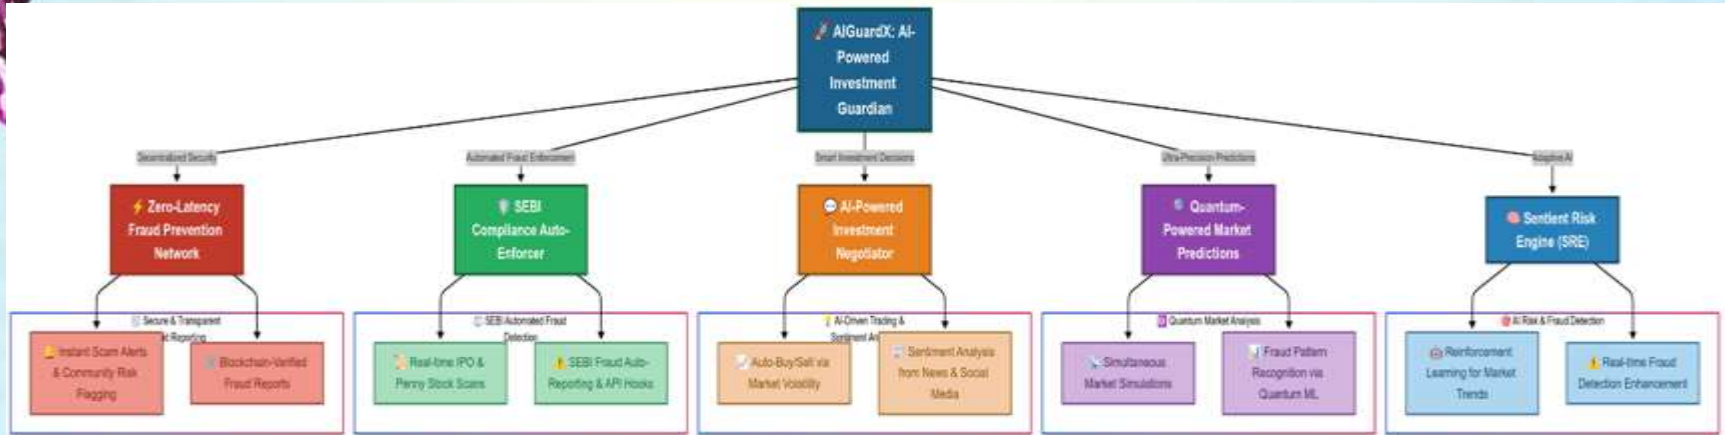 🚀 AIGuardX: AI-
Powered
Investment
Guardian
Decentralized Security
Automated Fraud Enforcement
Smart Investment Decisions
Ultra-Precision Predictions
Adaptive AI
⚡ Zero-Latency
Fraud Prevention
Network
🛡️ SEBI
Compliance Auto-
Enforcer
💬 AI-Powered
Investment
Negotiator
Quantum-
Powered Market
Predictions
🧠 Sentient Risk
Engine (SRE)
Secure & Transparent
Reporting
🔔 Instant Scam Alerts
& Community Risk
Flagging
Blockchain-Verified
Fraud Reports
SEBI Automated Fraud
Detection
Real-time IPO &
Penny Stock Scans
⚠️ SEBI Fraud Auto-
Reporting & API Hooks
💡 AI-Driven Trading &
Sentiment
Auto-Buy/Sell via
Market Volatility
Sentiment Analysis
from News & Social
Media
Quantum Market Analysis
Simultaneous
Market Simulations
📊 Fraud Pattern
Recognition via
Quantum ML
🎯 AI Risk & Fraud Detection
🤖 Reinforcement
Learning for Market
Trends
⚠️ Real-time Fraud
Detection Enhancement